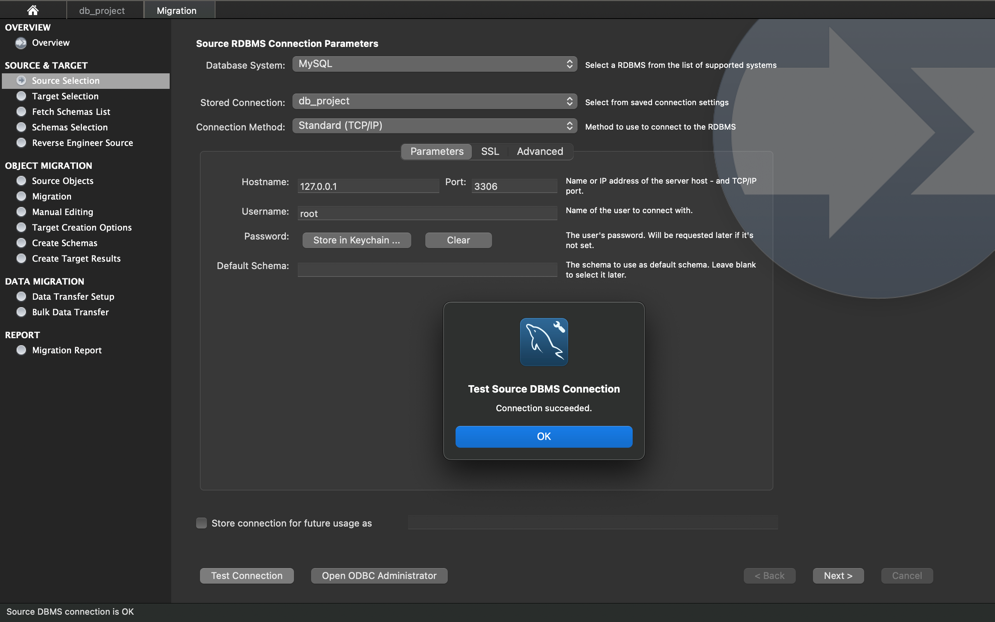 db_project
Migration
OVERVIEW
Overview
SOURCE & TARGET
Source Selection
Target Selection
Fetch Schemas List
Schemas Selection
Reverse Engineer Source
OBJECT MIGRATION
Source Objects
Migration
Manual Editing
Target Creation Options
Create Schemas
Create Target Results
DATA MIGRATION
Data Transfer Setup
Bulk Data Transfer
REPORT
Migration Report
Source RDBMS Connection Parameters
Database System: MySQL Select a RDBMS from the list of supported systems
Stored Connection: db_project Select from saved connection settings
Connection Method: Standard (TCP/IP) Method to use to connect to the RDBMS
Parameters SSL Advanced
Hostname: 127.0.0.1 Port: 3306 Name or IP address of the server host - and TCP/IP
port.
Username: root Name of the user to connect with.
Password: Store in Keychain ... Clear The user's password. Will be requested later if it's
not set.
Default Schema: The schema to use as default schema. Leave blank
to select it later.
Test Source DBMS Connection
Connection succeeded.
OK
Store connection for future usage as
Test Connection Open ODBC Administrator < Back Next > Cancel
Source DBMS connection is OK